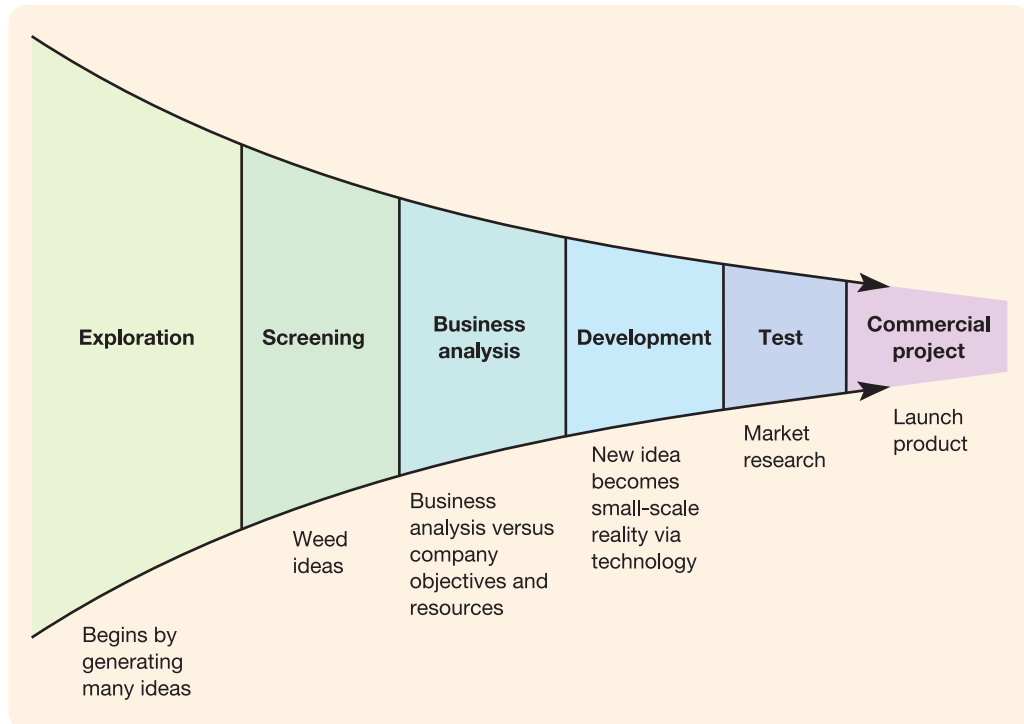 Exploration
Screening
Business
analysis
Development
Test
Commercial
project
Begins by
generating
many ideas
Weed
ideas
Business
analysis versus
company
objectives and
resources
New idea
becomes
small-scale
reality via
technology
Market
research
Launch
product